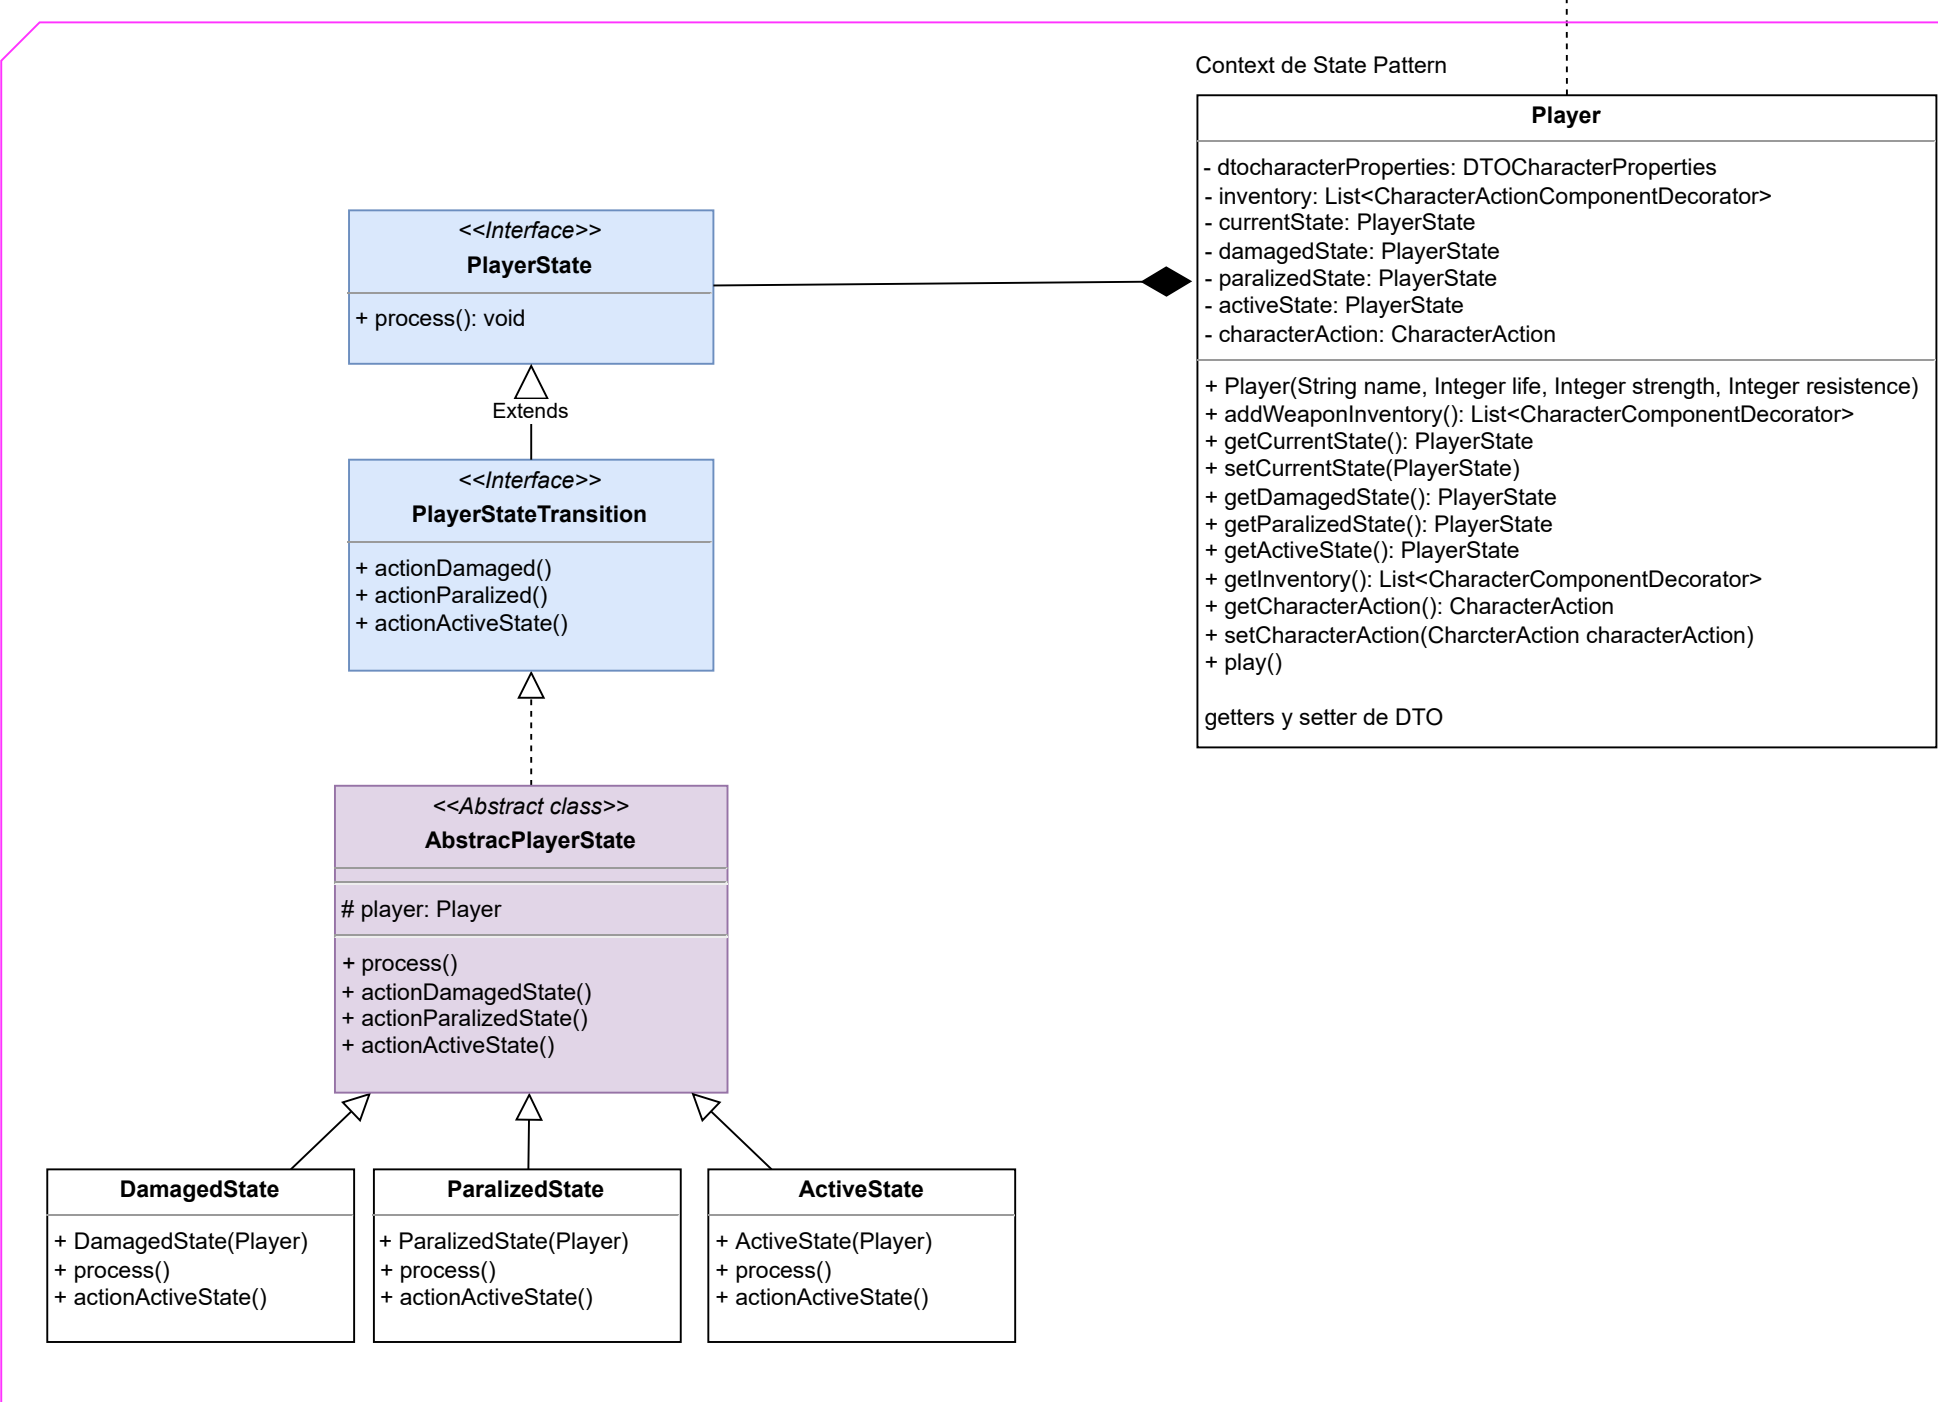 Context de State Pattern
Player
- dtocharacterProperties: DTOCharacterProperties
- inventory: List<CharacterActionComponentDecorator>
- currentState: PlayerState
- damagedState: PlayerState
- paralizedState: PlayerState
- activeState: PlayerState
- characterAction: CharacterAction
+ Player(String name, Integer life, Integer strength, Integer resistence)
+ addWeaponInventory(): List<CharacterComponentDecorator>
+ getCurrentState(): PlayerState
+ setCurrentState(PlayerState)
+ getDamagedState(): PlayerState
+ getParalizedState(): PlayerState
+ getActiveState(): PlayerState
+ getInventory(): List<CharacterComponentDecorator>
+ getCharacterAction(): CharacterAction
+ setCharacterAction(CharcterAction characterAction)
+ play()
getters y setter de DTO
<<Interface>>
PlayerState
+ process(): void
Extends
<<Interface>>
PlayerStateTransition
+ actionDamaged()
+ actionParalized()
+ actionActiveState()
<<Abstract class>>
AbstracPlayerState
# player: Player
+ process()
+ actionDamagedState()
+ actionParalizedState()
+ actionActiveState()
DamagedState
+ DamagedState(Player)
+ process()
+ actionActiveState()
ParalizedState
+ ParalizedState(Player)
+ process()
+ actionActiveState()
ActiveState
+ ActiveState(Player)
+ process()
+ actionActiveState()